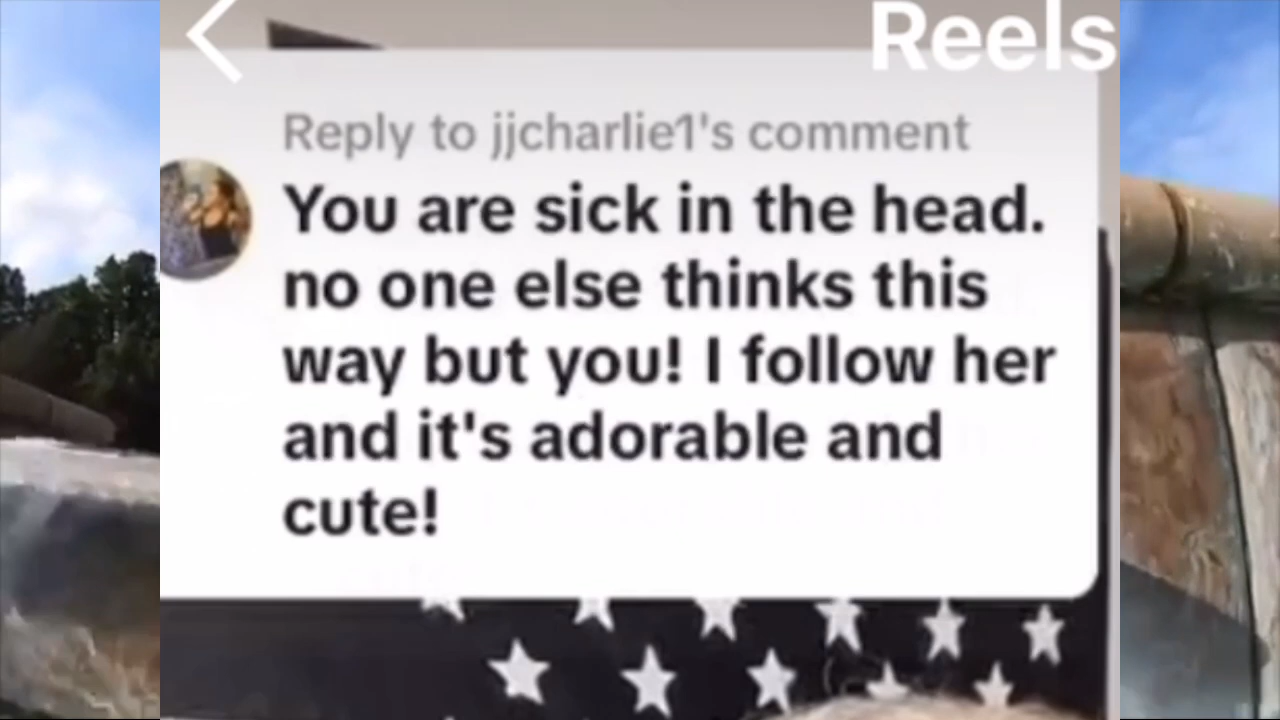 Reels
Reply to jjcharlie1's comment
You are sick in the head.
no one else thinks this
way but you! I follow her
and it's adorable and
cute!